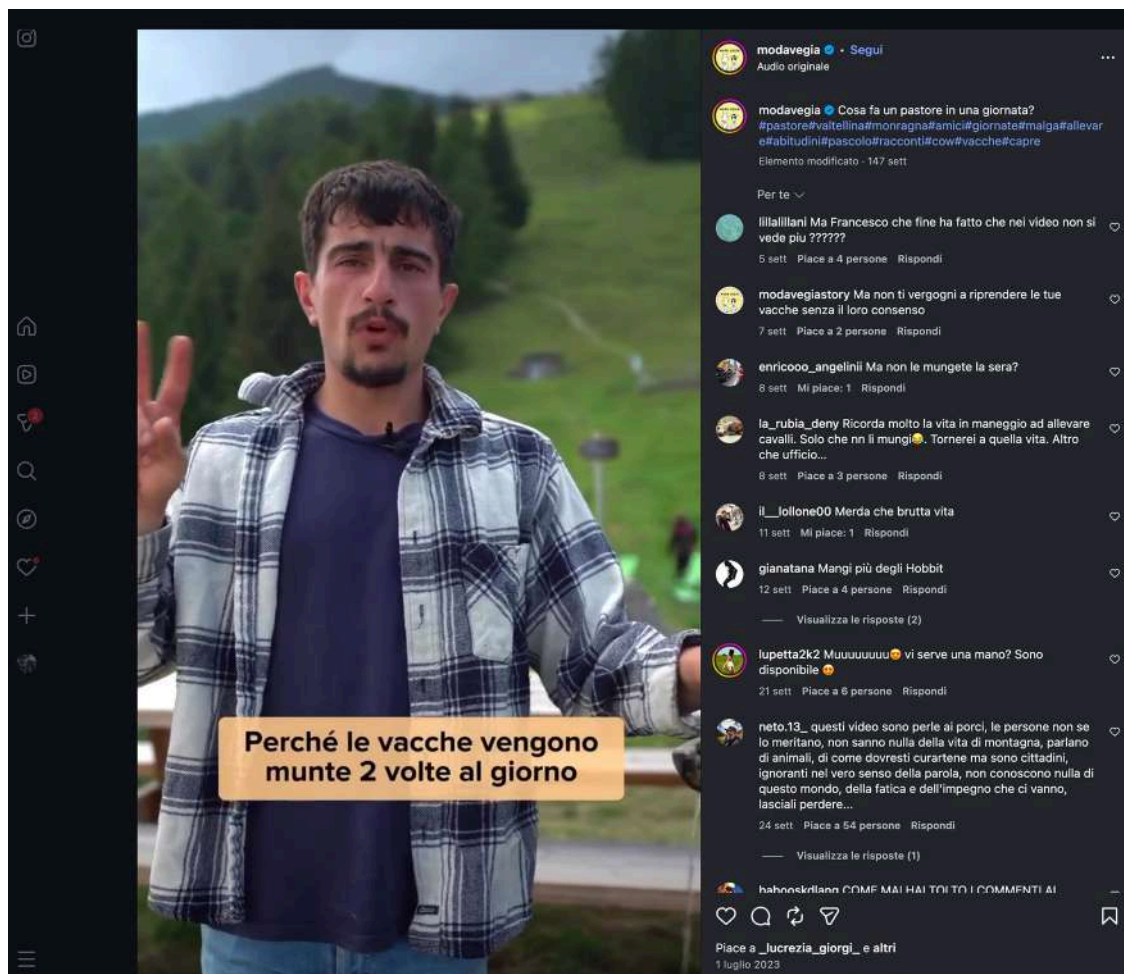 Perché le vacche vengono
munte 2 volte al giorno
modavegia • Segui
Audio originale
modavegia Cosa fa un pastore in una giornata?
#pastore#valtellina#monragna#amici#giornate#malga#allevar
e#abitudini#pascolo#racconti#cow#vacche#capre
Elemento modificato · 147 sett
Per te
lillalillani Ma Francesco che fine ha fatto che nei video non si
vede piu ??????
5 sett Piace a 4 persone Rispondi
modavegiastory Ma non ti vergogni a riprendere le tue
vacche senza il loro consenso
7 sett Piace a 2 persone Rispondi
enricooo_angelinii Ma non le mungete la sera?
8 sett Mi piace: 1 Rispondi
la_rubia_deny Ricorda molto la vita in maneggio ad allevare
cavalli. Solo che nn li mungi😂. Tornerei a quella vita. Altro
che ufficio...
8 sett Piace a 3 persone Rispondi
il__lollone00 Merda che brutta vita
11 sett Mi piace: 1 Rispondi
gianatana Mangi più degli Hobbit
12 sett Piace a 4 persone Rispondi
Visualizza le risposte (2)
lupetta2k2 Muuuuuuuu😍 vi serve una mano? Sono
disponibile 😍
21 sett Piace a 6 persone Rispondi
neto.13_ questi video sono perle ai porci, le persone non se
lo meritano, non sanno nulla della vita di montagna, parlano
di animali, di come dovresti curartene ma sono cittadini,
ignoranti nel vero senso della parola, non conoscono nulla di
questo mondo, della fatica e dell'impegno che ci vanno,
lasciali perdere...
24 sett Piace a 54 persone Rispondi
Visualizza le risposte (1)
COME MAI HAI TOLTO I COMMENTI AI
Piace a _lucrezia_giorgi_ e altri
1 luglio 2023